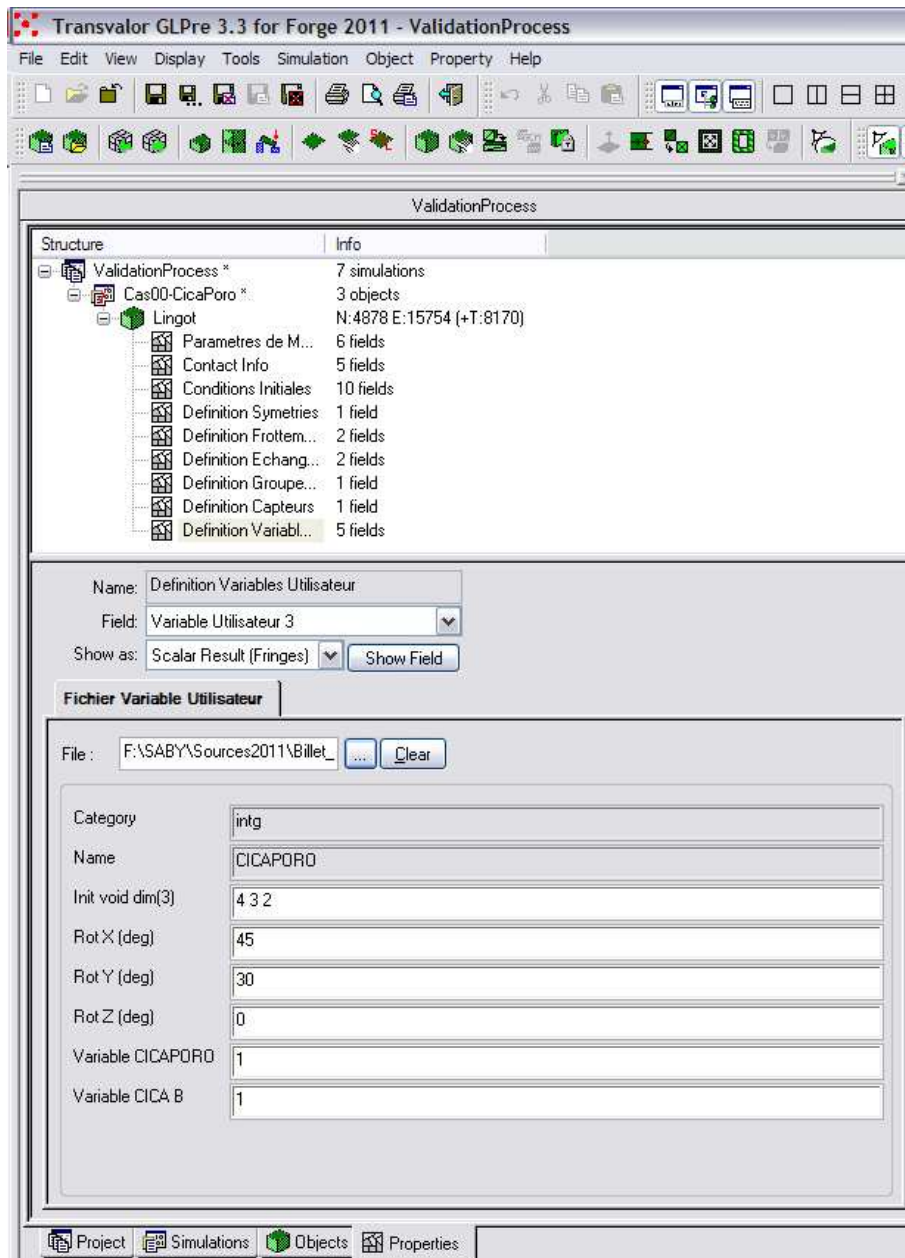 Transvalor GLPre 3.3 for Forge 2011 - ValidationProcess
File Edit View Display Tools Simulation Object Property Help
ValidationProcess
Structure Info
ValidationProcess * 7 simulations
Cas00-CicaPoro * 3 objects
Lingot N:4878 E:15754 (+T:8170)
Parametres de M... 6 fields
Contact Info 5 fields
Conditions Initiales 10 fields
Definition Symetries 1 field
Definition Frottem... 2 fields
Definition Echang... 2 fields
Definition Groupe... 1 field
Definition Capteurs 1 field
Definition Variabl... 5 fields
Name: Definition Variables Utilisateur
Field: Variable Utilisateur 3
Show as: Scalar Result (Fringes) Show Field
Fichier Variable Utilisateur
File : F:\SABY\Sources2011\Billet_ ... Clear
Category intg
Name CICAPORO
Init void dim(3) 4 3 2
Rot X (deg) 45
Rot Y (deg) 30
Rot Z (deg) 0
Variable CICAPORO 1
Variable CICA B 1
Project Simulations Objects Properties